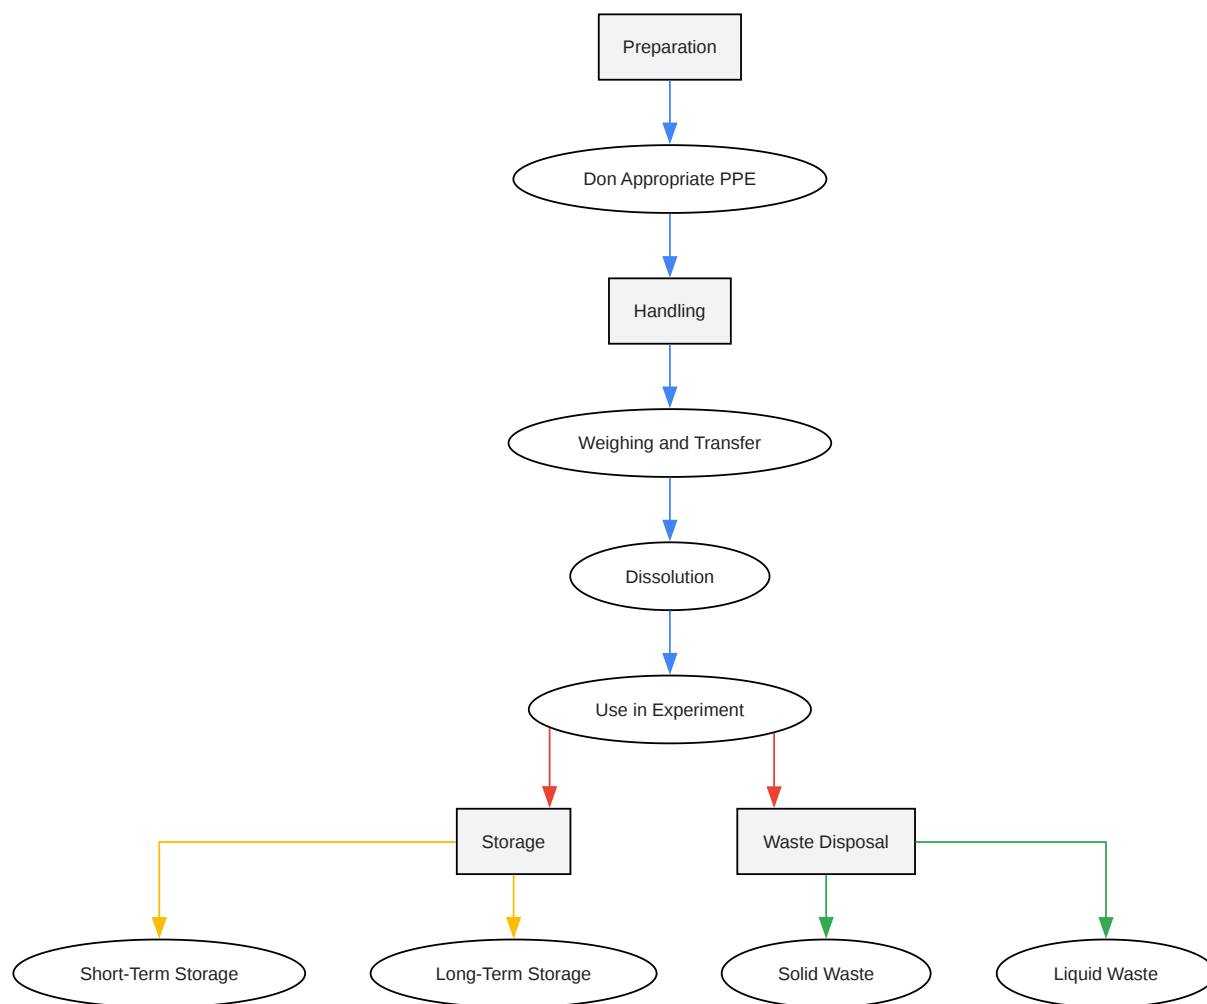 Preparation
Don Appropriate PPE
Handling
Weighing and Transfer
Dissolution
Use in Experiment
Storage
Waste Disposal
Short-Term Storage
Long-Term Storage
Solid Waste
Liquid Waste